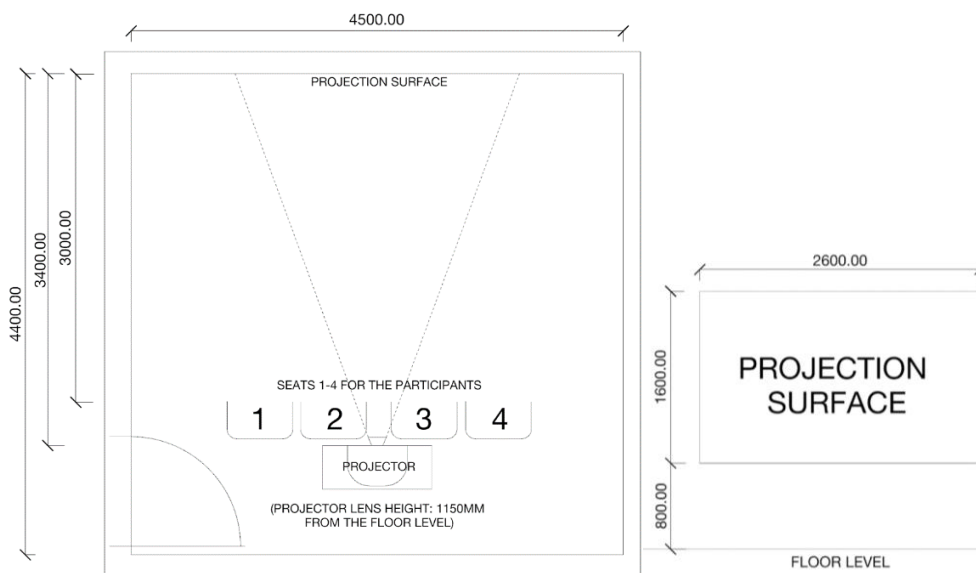 4500.00
PROJECTION SURFACE
4400.00
3400.00
3000.00
SEATS 1-4 FOR THE PARTICIPANTS
1 2 3 4
PROJECTOR
(PROJECTOR LENS HEIGHT: 1150MM
FROM THE FLOOR LEVEL)
2600.00
1600.00
PROJECTION
SURFACE
800.00
FLOOR LEVEL